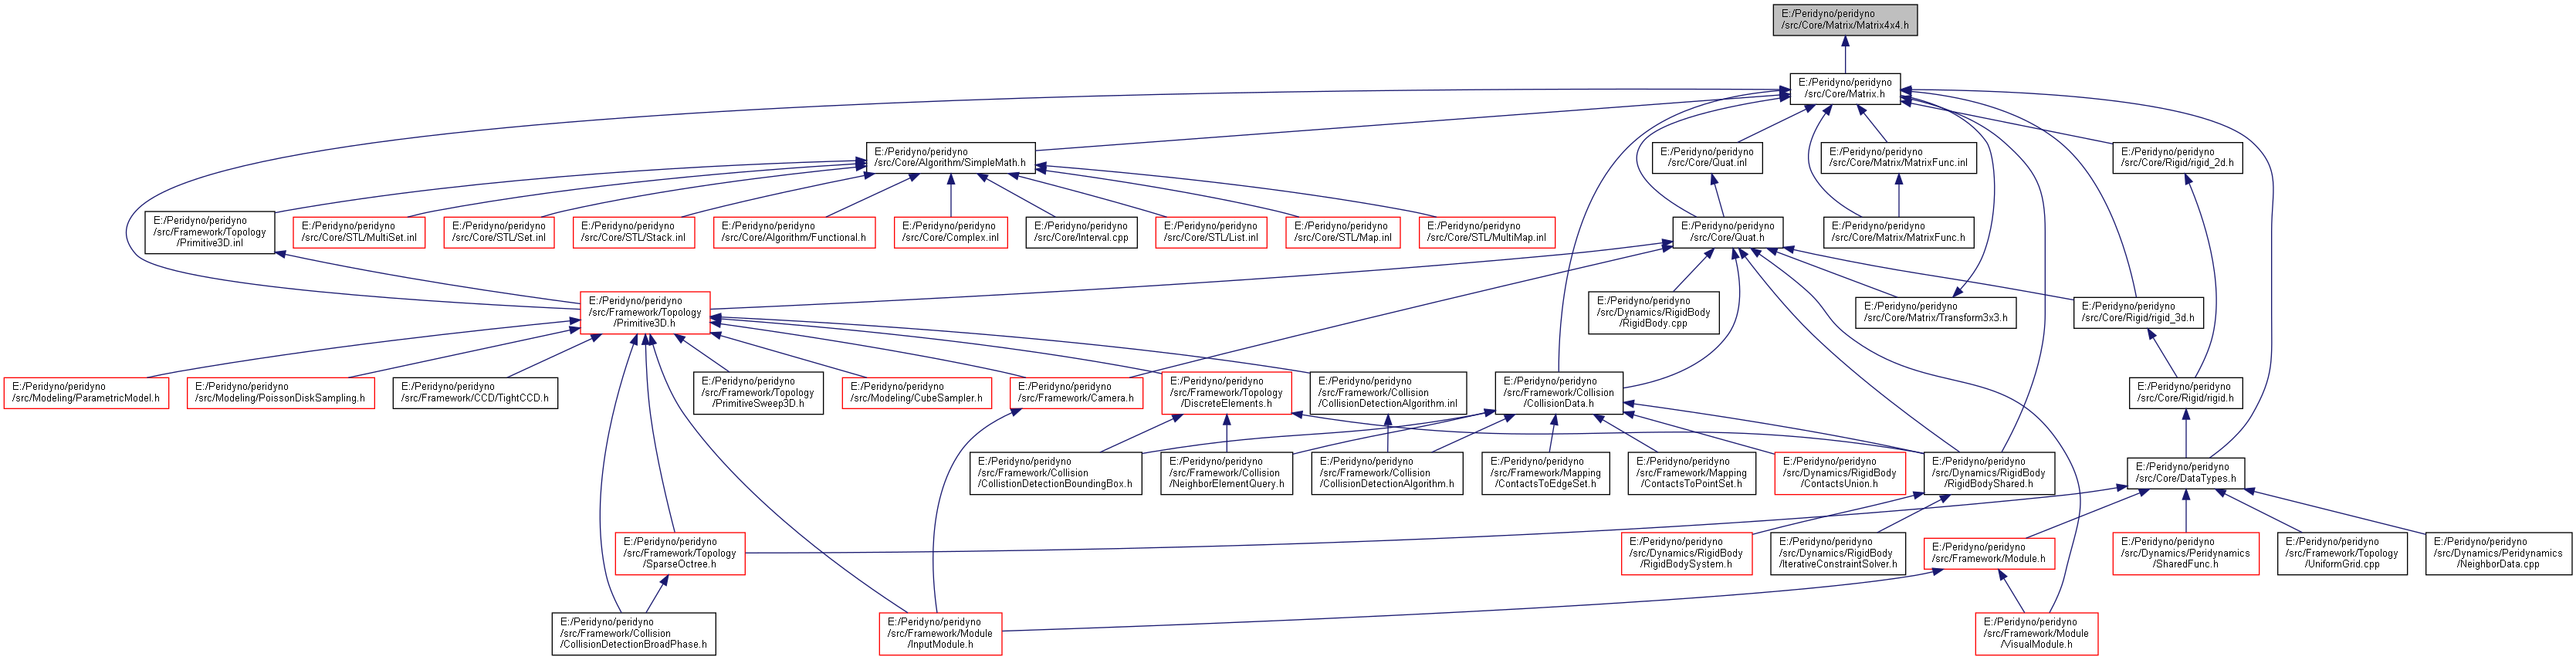 E:/Peridyno/peridyno
/src/Core/Matrix/Matrix4x4.h
E:/Peridyno/peridyno
/src/Core/Matrix.h
E:/Peridyno/peridyno
/src/Core/Algorithm/SimpleMath.h
E:/Peridyno/peridyno
/src/Core/Quat.inl
E:/Peridyno/peridyno
/src/Core/Matrix/MatrixFunc.inl
E:/Peridyno/peridyno
/src/Core/Rigid/rigid_2d.h
E:/Peridyno/peridyno
/src/Framework/Topology
/Primitive3D.inl
E:/Peridyno/peridyno
/src/Core/STL/MultiSet.inl
E:/Peridyno/peridyno
/src/Core/STL/Set.inl
E:/Peridyno/peridyno
/src/Core/STL/Stack.inl
E:/Peridyno/peridyno
/src/Core/Algorithm/Functional.h
E:/Peridyno/peridyno
/src/Core/Complex.inl
E:/Peridyno/peridyno
/src/Core/Interval.cpp
E:/Peridyno/peridyno
/src/Core/STL/List.inl
E:/Peridyno/peridyno
/src/Core/STL/Map.inl
E:/Peridyno/peridyno
/src/Core/STL/MultiMap.inl
E:/Peridyno/peridyno
/src/Core/Quat.h
E:/Peridyno/peridyno
/src/Core/Matrix/MatrixFunc.h
E:/Peridyno/peridyno
/src/Framework/Topology
/Primitive3D.h
E:/Peridyno/peridyno
/src/Dynamics/RigidBody
/RigidBody.cpp
E:/Peridyno/peridyno
/src/Core/Matrix/Transform3x3.h
E:/Peridyno/peridyno
/src/Core/Rigid/rigid_3d.h
E:/Peridyno/peridyno
/src/Modeling/ParametricModel.h
E:/Peridyno/peridyno
/src/Modeling/PoissonDiskSampling.h
E:/Peridyno/peridyno
/src/Framework/CCD/TightCCD.h
E:/Peridyno/peridyno
/src/Framework/Topology
/PrimitiveSweep3D.h
E:/Peridyno/peridyno
/src/Modeling/CubeSampler.h
E:/Peridyno/peridyno
/src/Framework/Camera.h
E:/Peridyno/peridyno
/src/Framework/Topology
/DiscreteElements.h
E:/Peridyno/peridyno
/src/Framework/Collision
/CollisionDetectionAlgorithm.inl
E:/Peridyno/peridyno
/src/Framework/Collision
/CollisionData.h
E:/Peridyno/peridyno
/src/Core/Rigid/rigid.h
E:/Peridyno/peridyno
/src/Framework/Collision
/CollistionDetectionBoundingBox.h
E:/Peridyno/peridyno
/src/Framework/Collision
/NeighborElementQuery.h
E:/Peridyno/peridyno
/src/Framework/Collision
/CollisionDetectionAlgorithm.h
E:/Peridyno/peridyno
/src/Framework/Mapping
/ContactsToEdgeSet.h
E:/Peridyno/peridyno
/src/Framework/Mapping
/ContactsToPointSet.h
E:/Peridyno/peridyno
/src/Dynamics/RigidBody
/ContactsUnion.h
E:/Peridyno/peridyno
/src/Dynamics/RigidBody
/RigidBodyShared.h
E:/Peridyno/peridyno
/src/Core/DataTypes.h
E:/Peridyno/peridyno
/src/Framework/Topology
/SparseOctree.h
E:/Peridyno/peridyno
/src/Dynamics/RigidBody
/RigidBodySystem.h
E:/Peridyno/peridyno
/src/Dynamics/RigidBody
/IterativeConstraintSolver.h
E:/Peridyno/peridyno
/src/Framework/Module.h
E:/Peridyno/peridyno
/src/Dynamics/Peridynamics
/SharedFunc.h
E:/Peridyno/peridyno
/src/Framework/Topology
/UniformGrid.cpp
E:/Peridyno/peridyno
/src/Dynamics/Peridynamics
/NeighborData.cpp
E:/Peridyno/peridyno
/src/Framework/Collision
/CollisionDetectionBroadPhase.h
E:/Peridyno/peridyno
/src/Framework/Module
/InputModule.h
E:/Peridyno/peridyno
/src/Framework/Module
/VisualModule.h